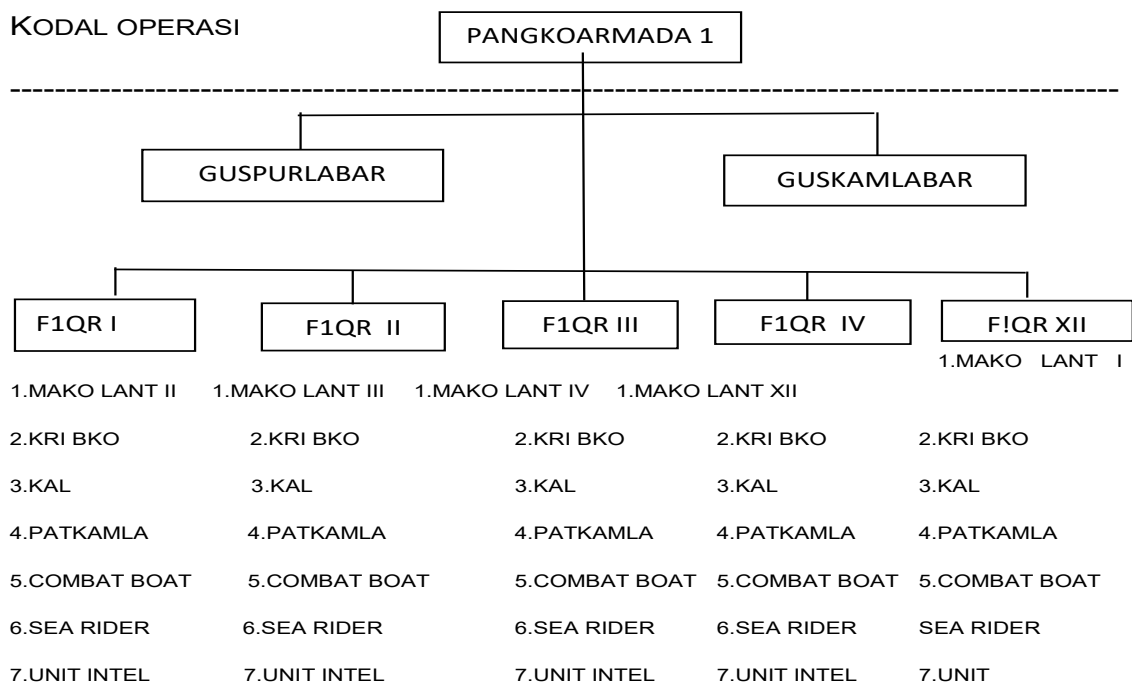 KODAL OPERASI
PANGKOARMADA 1
GUSPURLABAR GUSKAMLABAR
F1QR I F1QR II F1QR III F1QR IV F!QR XII
1.MAKO LANT I
1.MAKO LANT II 1.MAKO LANT III 1.MAKO LANT IV 1.MAKO LANT XII
2.KRI BKO 2.KRI BKO 2.KRI BKO 2.KRI BKO 2.KRI BKO
3.KAL 3.KAL 3.KAL 3.KAL 3.KAL
4.PATKAMLA 4.PATKAMLA 4.PATKAMLA 4.PATKAMLA 4.PATKAMLA
5.COMBAT BOAT 5.COMBAT BOAT 5.COMBAT BOAT 5.COMBAT BOAT 5.COMBAT BOAT
6.SEA RIDER 6.SEA RIDER 6.SEA RIDER 6.SEA RIDER SEA RIDER
7.UNIT INTEL 7.UNIT INTEL 7.UNIT INTEL 7.UNIT INTEL 7.UNIT